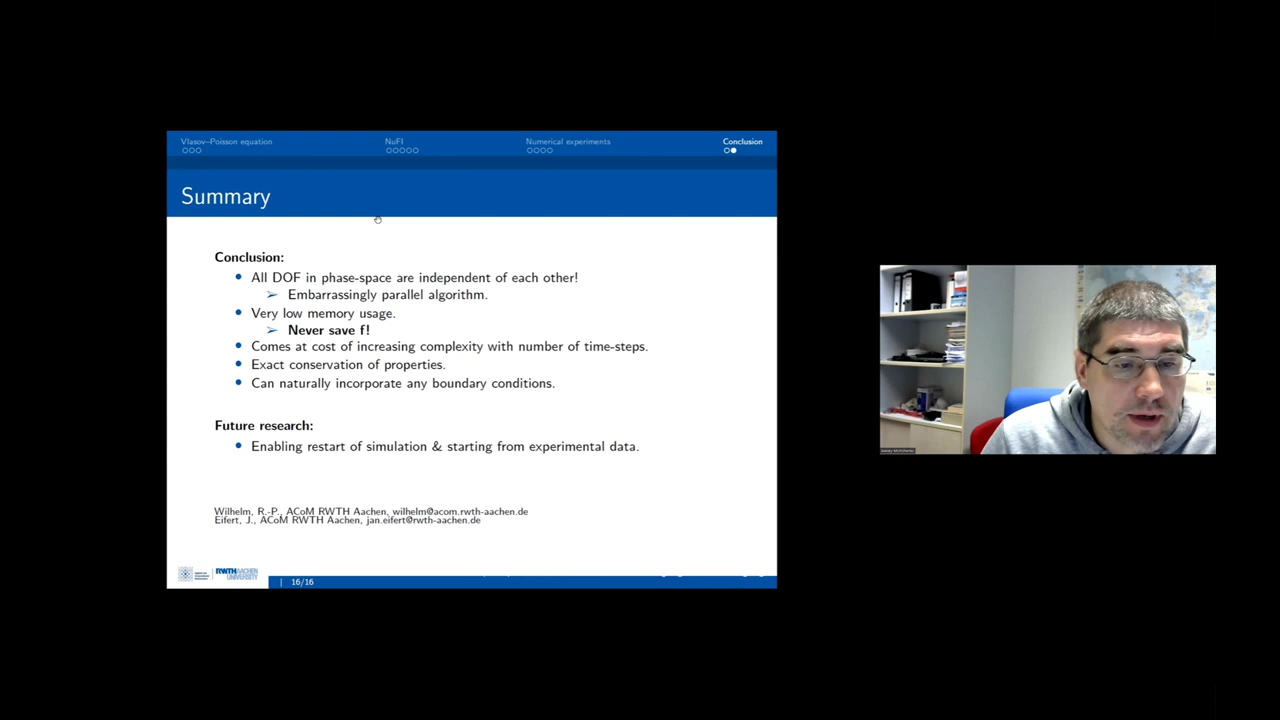 Vlasov–Poisson equation
NuFI
Numerical experiments
Conclusion
Summary
Conclusion:
All DOF in phase-space are independent of each other!
Embarrassingly parallel algorithm.
Very low memory usage.
Never save f!
Comes at cost of increasing complexity with number of time-steps.
Exact conservation of properties.
Can naturally incorporate any boundary conditions.
Future research:
Enabling restart of simulation & starting from experimental data.
Wilhelm, R.-P., ACoM RWTH Aachen, wilhelm@acom.rwth-aachen.de
Eifert, J., ACoM RWTH Aachen, jan.eifert@rwth-aachen.de
RWTHAACHEN
UNIVERSITY
| 16/16